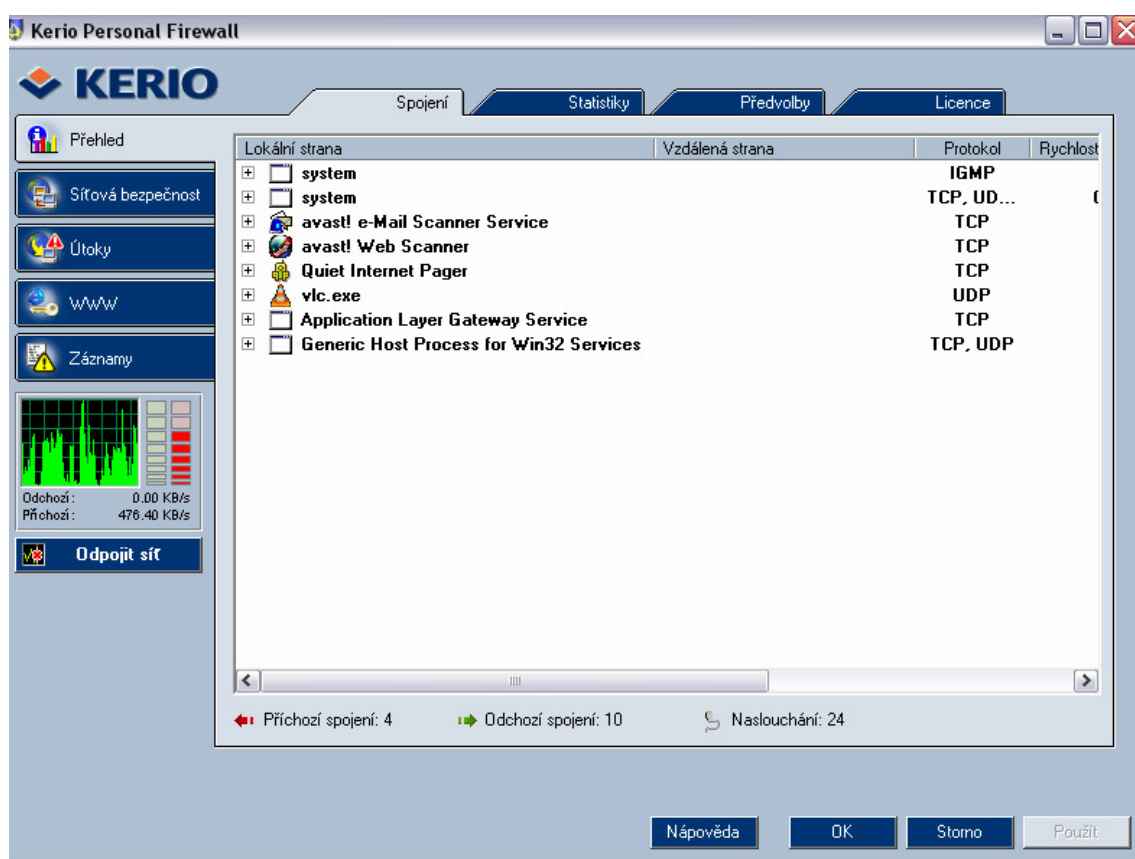 Kerio Personal Firewall
KERIO
Spojení Statistiky Předvolby Licence
Přehled
Síťová bezpečnost
Útoky
WWW
Záznamy
Odchozí: 0.00 KB/s
Příchozí: 476.40 KB/s
Odpojit síť
Lokální strana Vzdálená strana Protokol Rychlost
system IGMP
system TCP, UD...
avast! e-Mail Scanner Service TCP
avast! Web Scanner TCP
Quiet Internet Pager TCP
vlc.exe UDP
Application Layer Gateway Service TCP
Generic Host Process for Win32 Services TCP, UDP
Příchozí spojení: 4 Odchozí spojení: 10 Naslouchání: 24
Nápověda OK Storno Použít